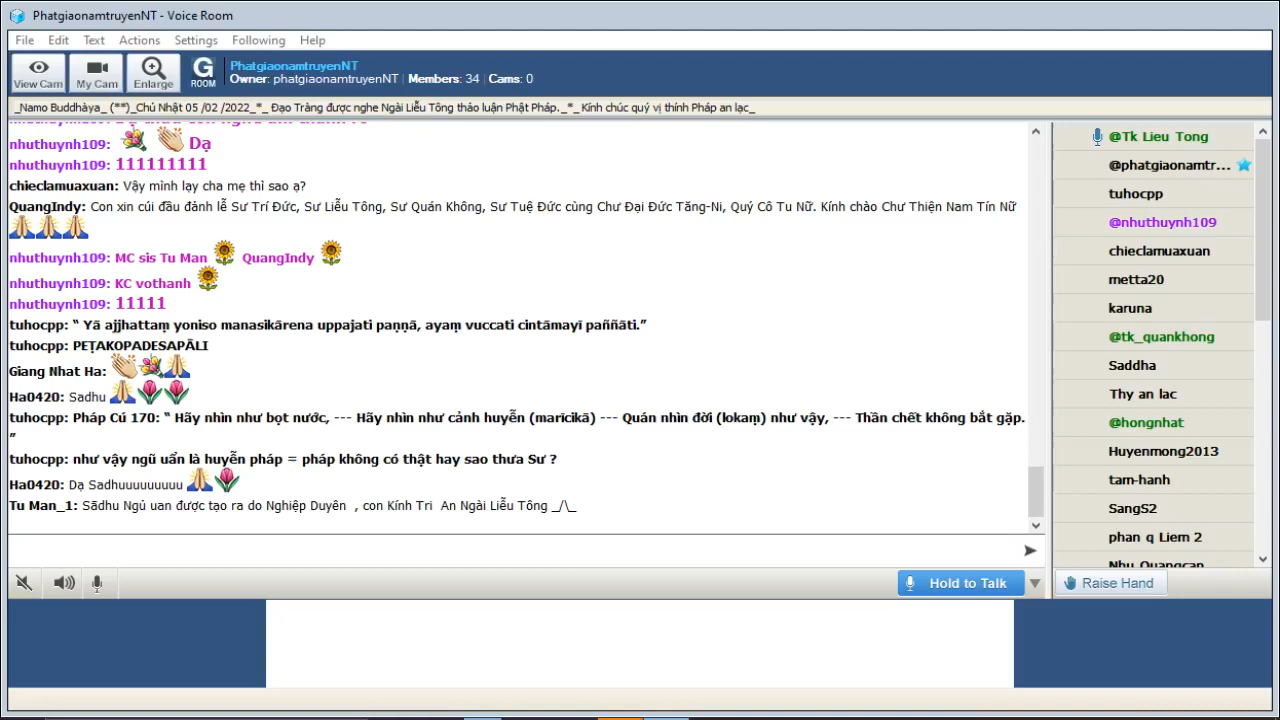 PhatgiaonamtruyenNT - Voice Room
File Edit Text Actions Settings Following Help
View Cam My Cam Enlarge G ROOM
PhatgiaonamtruyenNT
Owner: phatgiaonamtruyenNT Members: 34 Cams: 0
_Namo Buddhàya_ (**)_Chủ Nhật 05 /02 /2022_*_ Đạo Tràng được nghe Ngài Liễu Tông thảo luận Phật Pháp._*_ Kính chúc quý vị thính Pháp an lạc_
nhuthuynh109: Dạ
nhuthuynh109: 111111111
chieclamuaxuan: Vậy mình lạy cha mẹ thì sao ạ?
QuangIndy: Con xin cúi đầu đảnh lễ Sư Trí Đức, Sư Liễu Tông, Sư Quán Không, Sư Tuệ Đức cùng Chư Đại Đức Tăng-Ni, Quý Cô Tu Nữ. Kính chào Chư Thiện Nam Tín Nữ
nhuthuynh109: MC sis Tu Man QuangIndy
nhuthuynh109: KC vothanh
nhuthuynh109: 11111
tuhocpp: “ Yā ajjhattaṃ yoniso manasikārena uppajati paṇṇā, ayaṃ vuccati cintāmayī paññāti.”
tuhocpp: PEṬAKOPADESAPĀLI
Giang Nhat Ha:
Ha0420: Sadhu
tuhocpp: Pháp Cú 170: “ Hãy nhìn như bọt nước, --- Hãy nhìn như cảnh huyễn (marīcikā) --- Quán nhìn đời (lokaṃ) như vậy, --- Thần chết không bắt gặp.
”
tuhocpp: như vậy ngũ uẩn là huyễn pháp = pháp không có thật hay sao thưa Sư ?
Ha0420: Dạ Sadhuuuuuuuuu
Tu Man_1: Sādhu Ngủ uan được tạo ra do Nghiệp Duyên , con Kính Tri An Ngài Liễu Tông _/\_
Hold to Talk
@Tk Lieu Tong
@phatgiaonamtr...
tuhocpp
@nhuthuynh109
chieclamuaxuan
metta20
karuna
@tk_quankhong
Saddha
Thy an lac
@hongnhat
Huyenmong2013
tam-hanh
SangS2
phan q Liem 2
Nhu Quangcap
Raise Hand